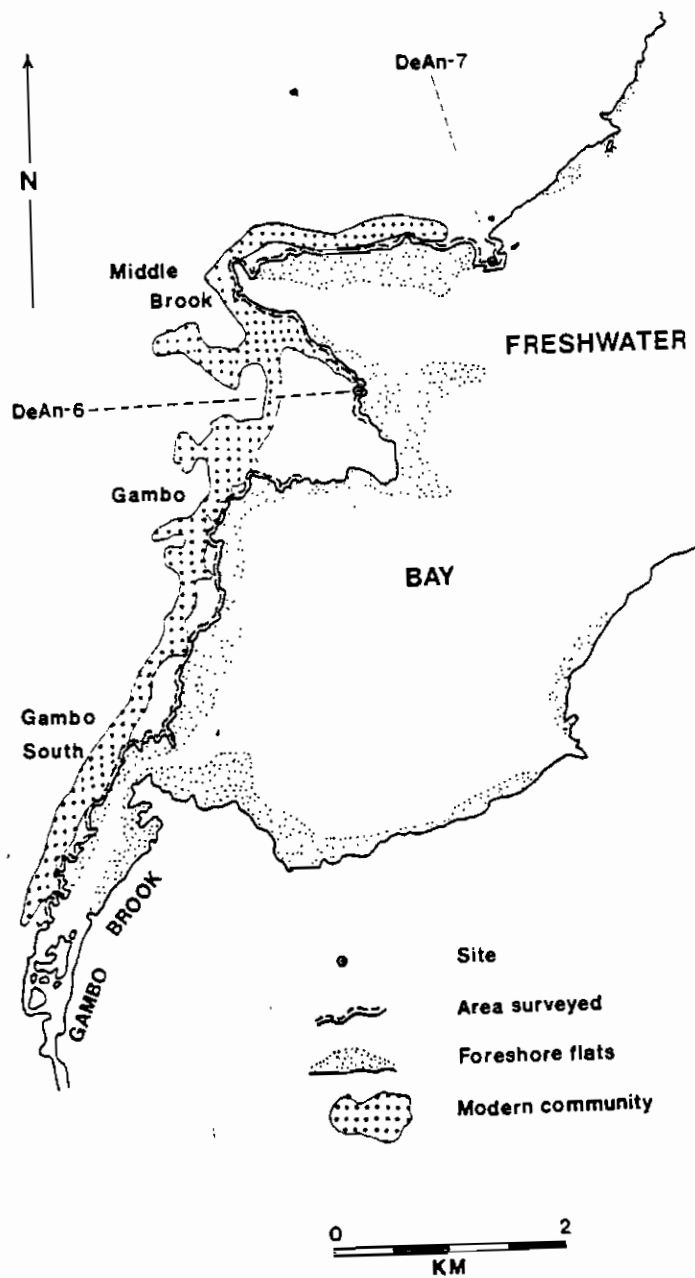 DeAn-7
N
Middle
Brook
FRESHWATER
DeAn-6
Gambo
BAY
Gambo
South
GAMBO BROOK
Site
Area surveyed
Foreshore flats
Modern community
0 2
KM